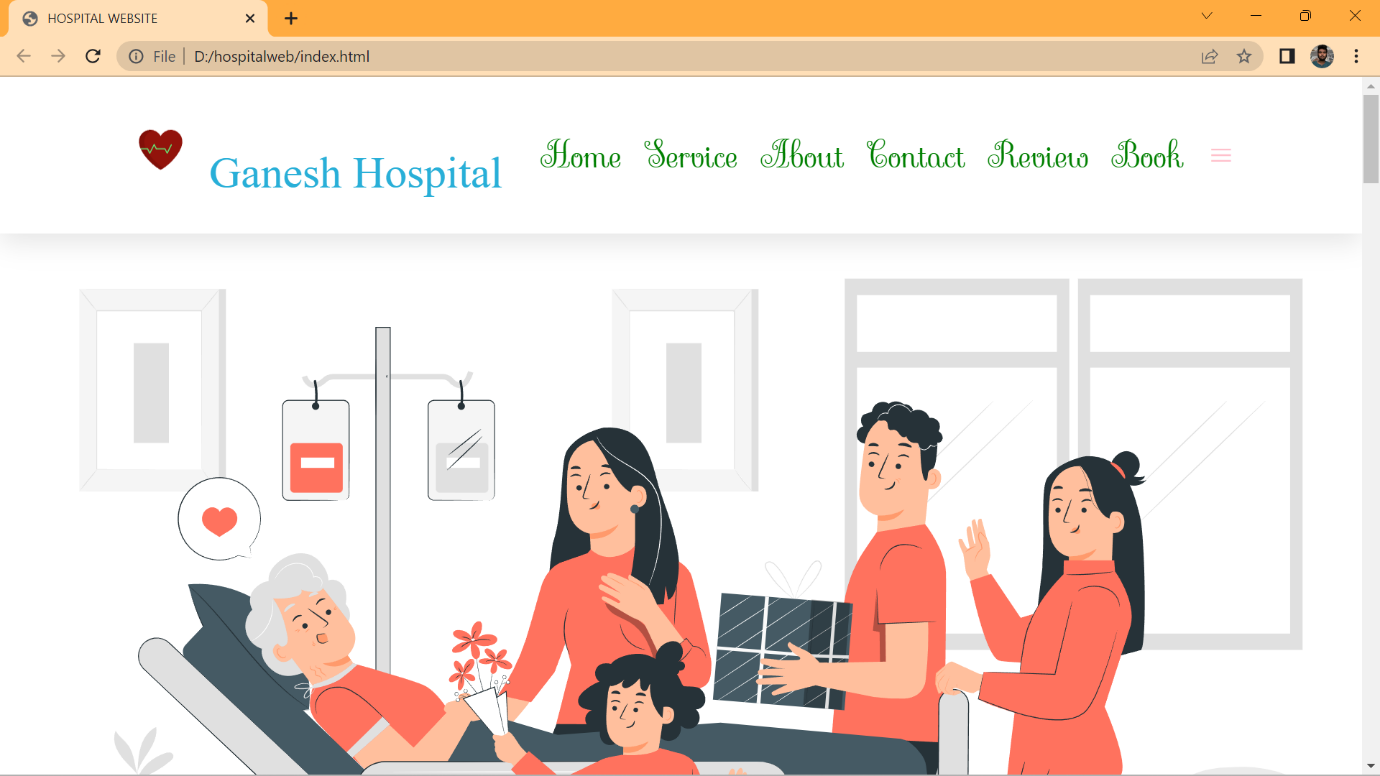 HOSPITAL WEBSITE
File | D:/hospitalweb/index.html
Ganesh Hospital
Home Service About Contact Review Book